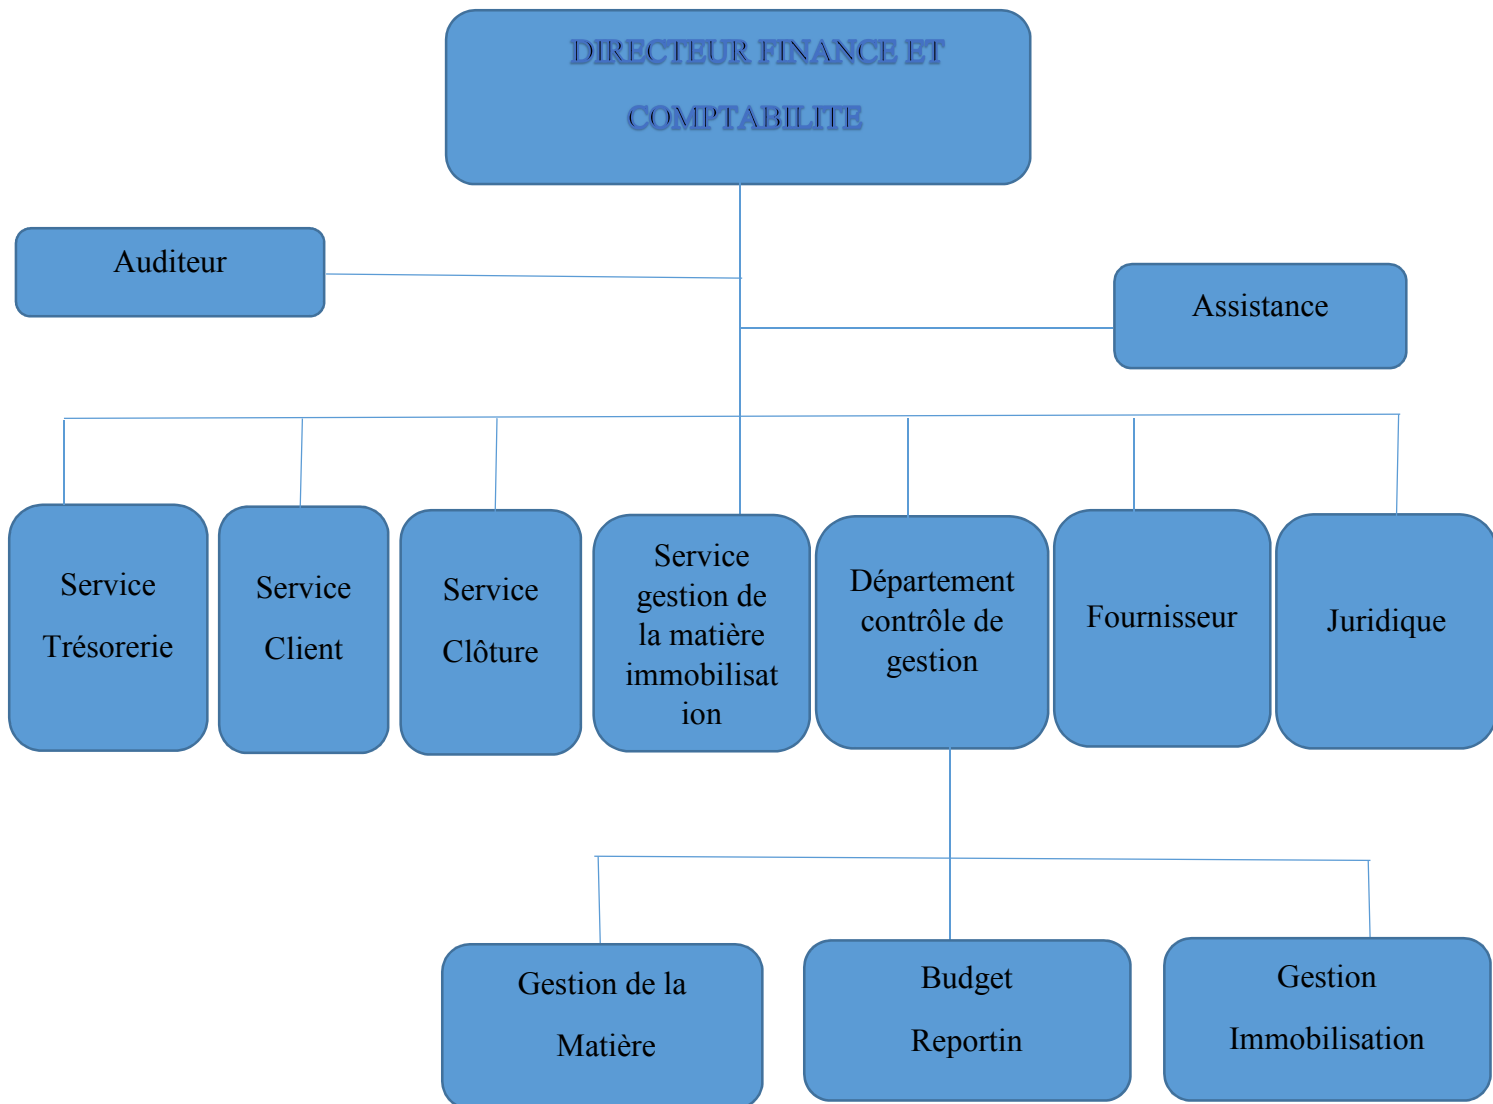 DIRECTEUR FINANCE ET
COMPTABILITE
Auditeur
Assistance
Service
Trésorerie
Service
Client
Service
Clôture
Service
gestion de
la matière
immobilisat
ion
Département
contrôle de
gestion
Fournisseur
Juridique
Gestion de la
Matière
Budget
Reportin
Gestion
Immobilisation